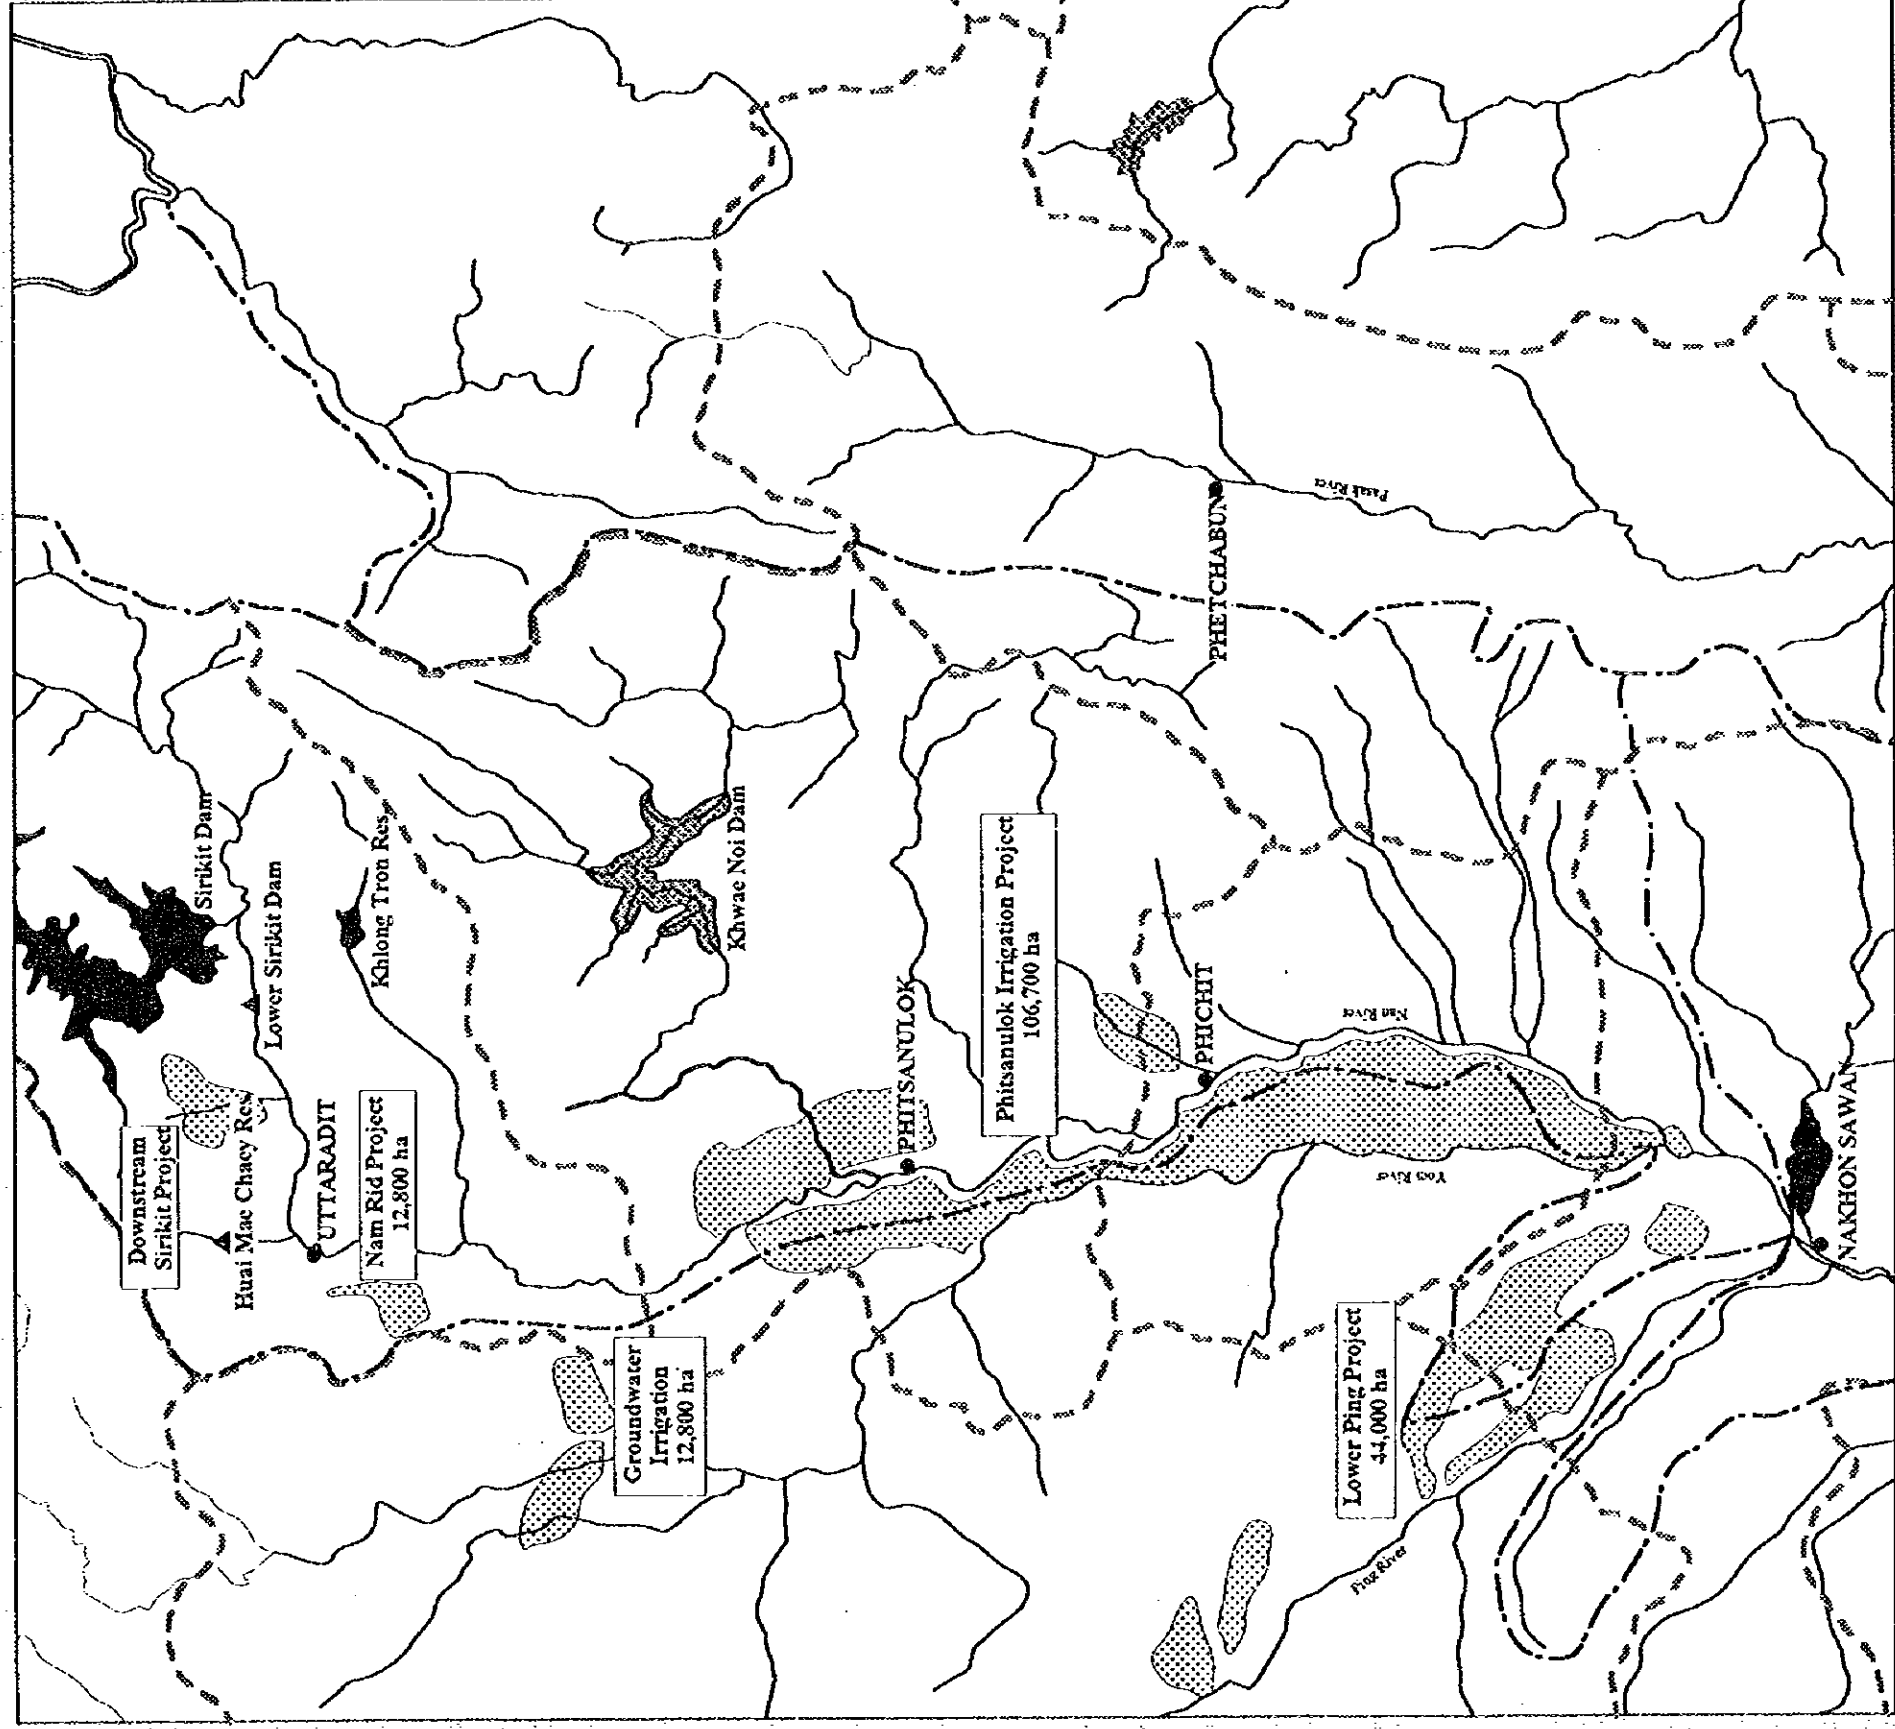 Sirikit Dam
Lower Sirikit Dam
Khlong Tron Res.
Downstream
Sirikit Project
Huai Mae Chaey Res.
UTTARADIT
Nam Rid Project
12,800 ha
Khwae Noi Dam
Groundwater
Irrigation
12,800 ha
PHITSANULOK
Phitsanulok Irrigation Project
106,700 ha
PHICHIT
PHETCHABUN
Pasak River
Nan River
Yom River
Lower Ping Project
44,000 ha
Ping River
NAKHON SAWAN